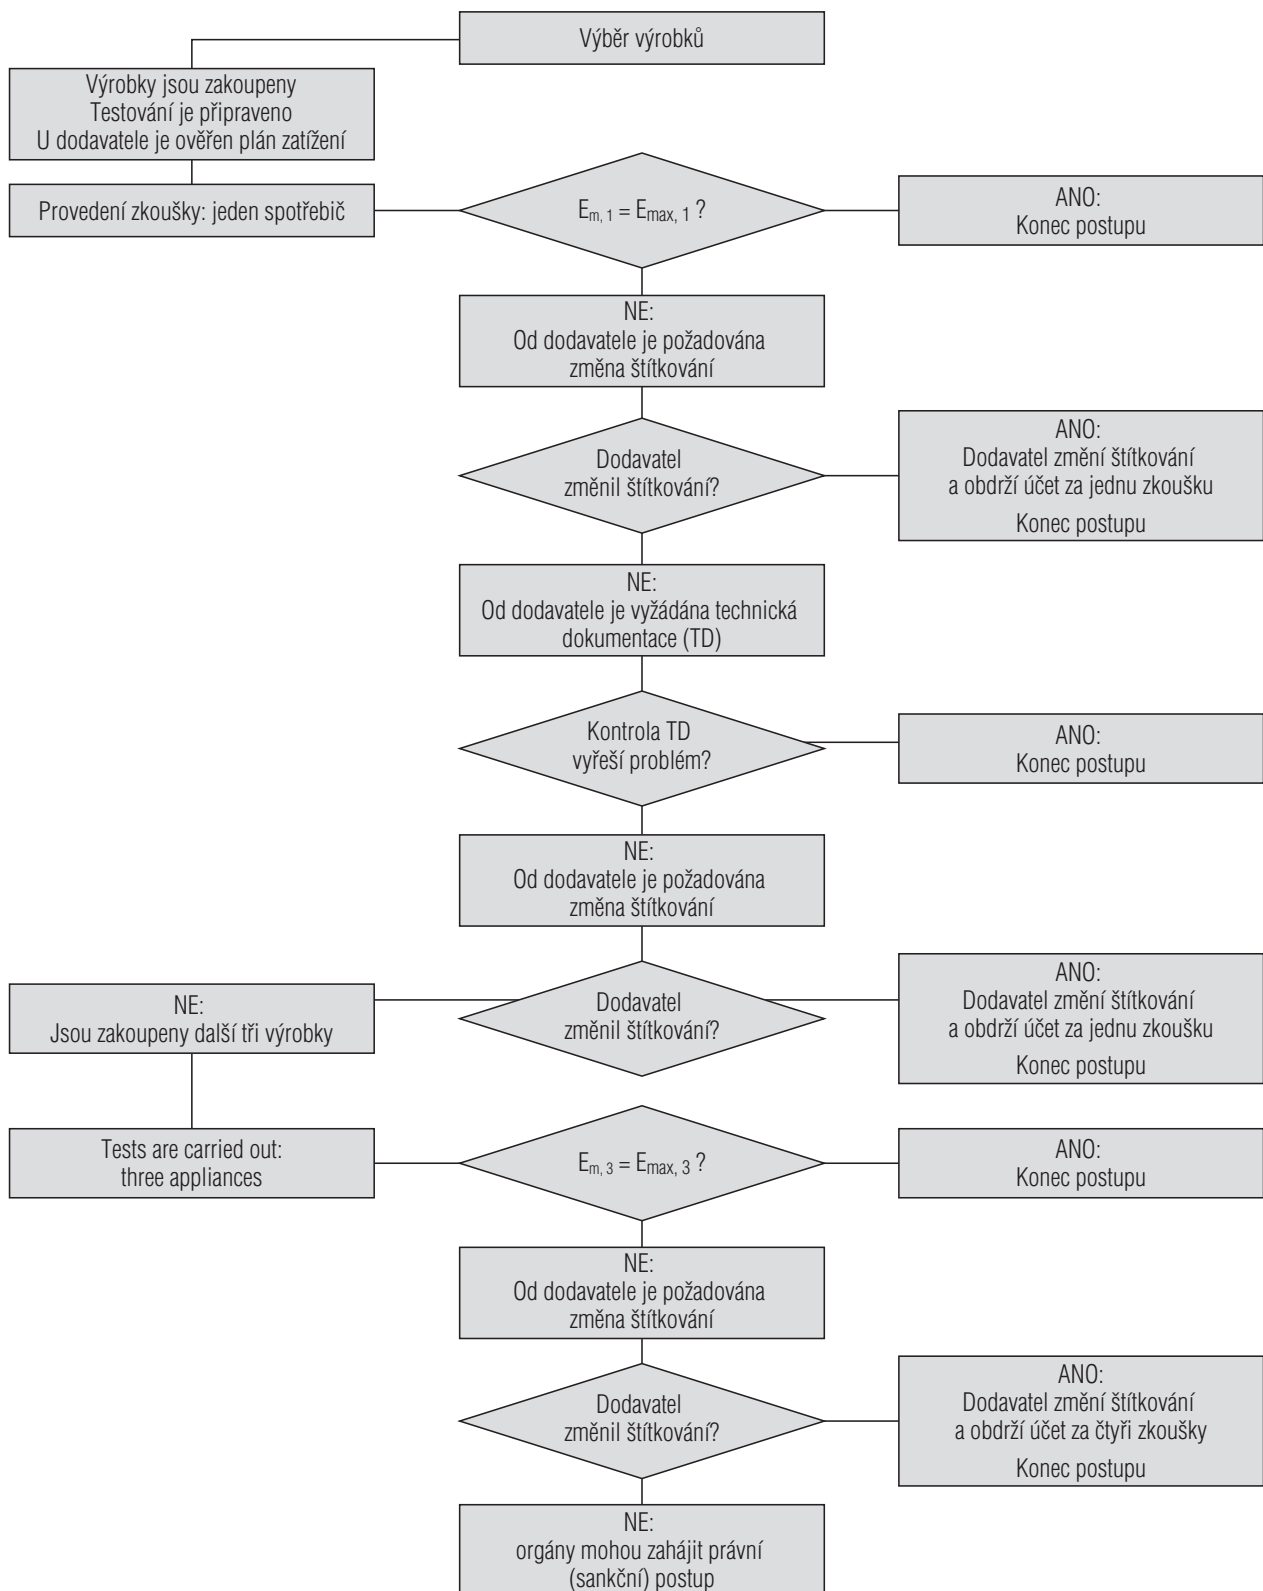 Výběr výrobků
Výrobky jsou zakoupeny
Testování je připraveno
U dodavatele je ověřen plán zatížení
Provedení zkoušky: jeden spotřebič
Em, 1 = Emax, 1 ?
ANO:
Konec postupu
NE:
Od dodavatele je požadována
změna štítkování
Dodavatel
změnil štítkování?
ANO:
Dodavatel změní štítkování
a obdrží účet za jednu zkoušku
Konec postupu
NE:
Od dodavatele je vyžádána technická
dokumentace (TD)
Kontrola TD
vyřeší problém?
ANO:
Konec postupu
NE:
Od dodavatele je požadována
změna štítkování
Dodavatel
změnil štítkování?
ANO:
Dodavatel změní štítkování
a obdrží účet za jednu zkoušku
Konec postupu
NE:
Jsou zakoupeny další tři výrobky
Tests are carried out:
three appliances
Em, 3 = Emax, 3 ?
ANO:
Konec postupu
NE:
Od dodavatele je požadována
změna štítkování
Dodavatel
změnil štítkování?
ANO:
Dodavatel změní štítkování
a obdrží účet za čtyři zkoušky
Konec postupu
NE:
orgány mohou zahájit právní
(sankční) postup